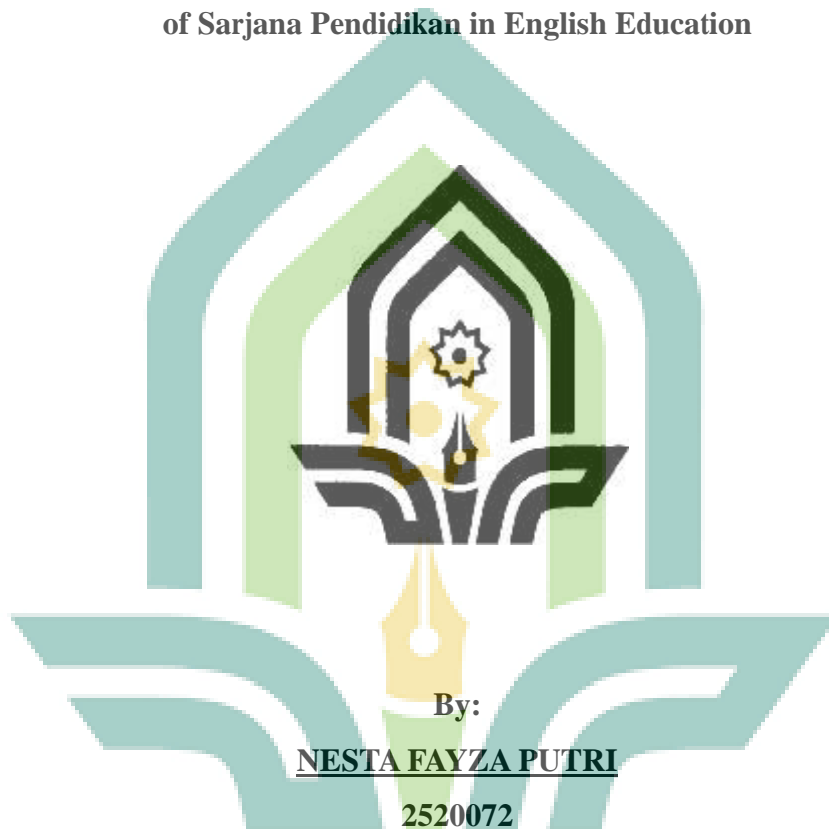 of Sarjana Pendidikan in English Education
By:
NESTA FAYZA PUTRI
2520072